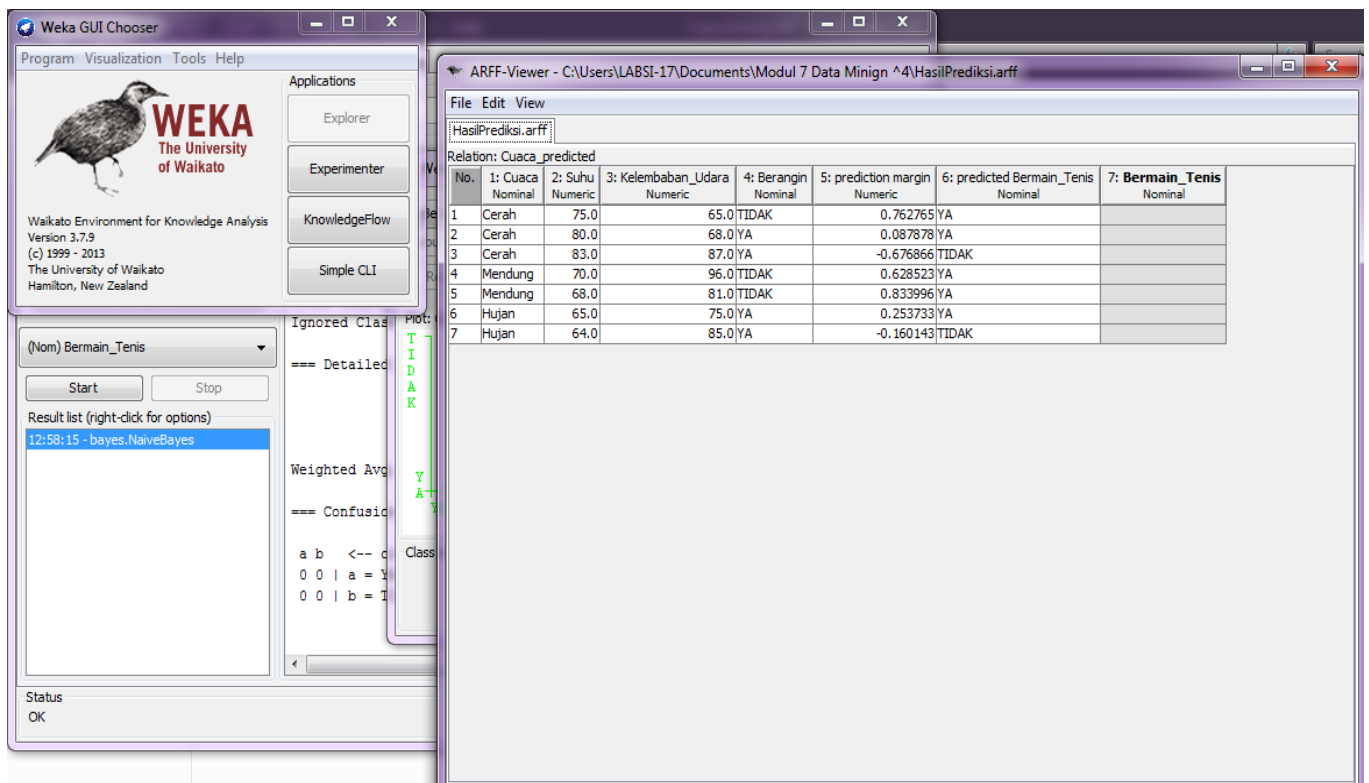 Weka GUI Chooser
Program Visualization Tools Help
Applications
WEKA
The University
of Waikato
Explorer
Experimenter
KnowledgeFlow
Simple CLI
Waikato Environment for Knowledge Analysis
Version 3.7.9
(c) 1999 - 2013
The University of Waikato
Hamilton, New Zealand
(Nom) Bermain_Tenis
Start Stop
Result list (right-click for options)
12:58:15 - bayes.NaiveBayes
Status
OK
Ignored Clas
=== Detailed
Weighted Avg
=== Confusio
a b <-- c
0 0 | a = Y
0 0 | b = T
Plot:
T
I
D
A
K
Y
A
Y
Class
ARFF-Viewer - C:\Users\LABSI-17\Documents\Modul 7 Data Minign ^4\HasilPrediksi.arff
File Edit View
HasilPrediksi.arff
Relation: Cuaca_predicted
No. 1: Cuaca 2: Suhu 3: Kelembaban_Udara 4: Berangin 5: prediction margin 6: predicted Bermain_Tenis 7: Bermain_Tenis
Nominal Numeric Numeric Nominal Numeric Nominal Nominal
1 Cerah 75.0 65.0 TIDAK 0.762765 YA
2 Cerah 80.0 68.0 YA 0.087878 YA
3 Cerah 83.0 87.0 YA -0.676866 TIDAK
4 Mendung 70.0 96.0 TIDAK 0.628523 YA
5 Mendung 68.0 81.0 TIDAK 0.833996 YA
6 Hujan 65.0 75.0 YA 0.253733 YA
7 Hujan 64.0 85.0 YA -0.160143 TIDAK